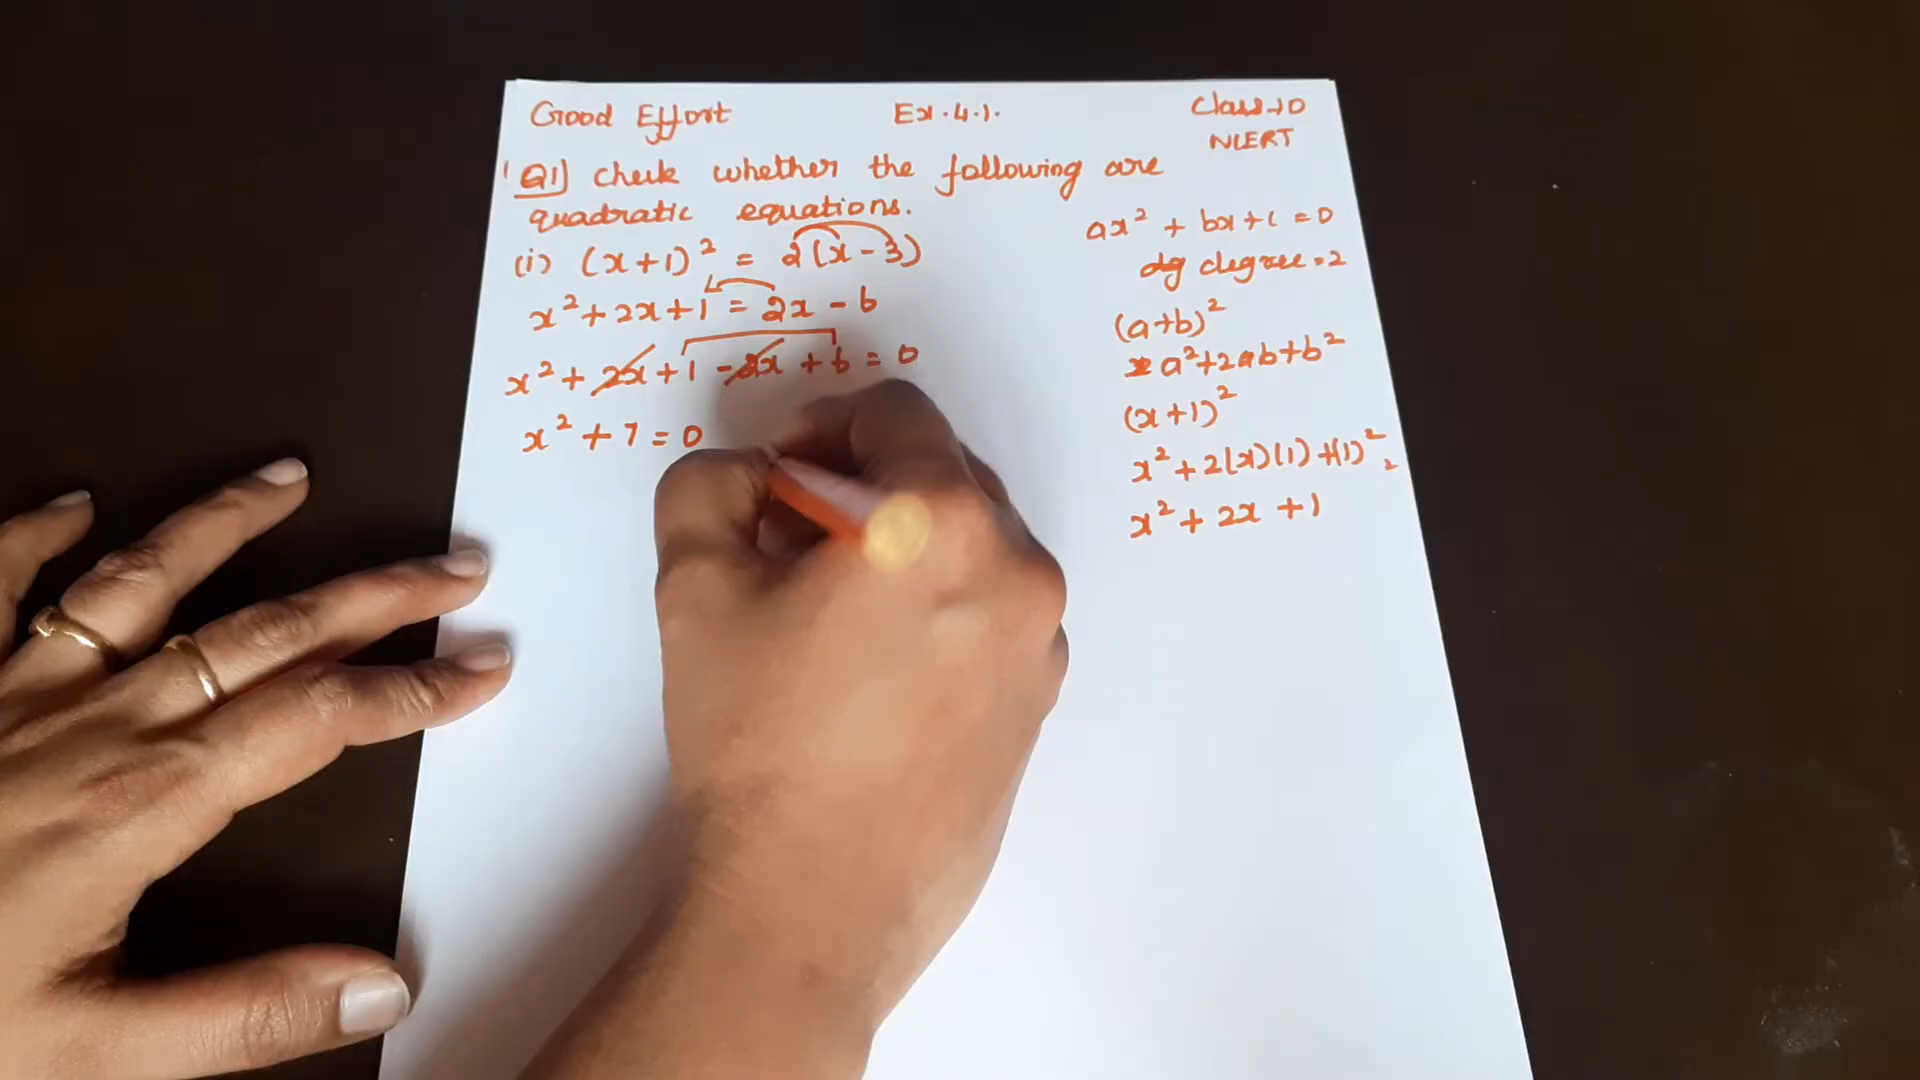 Good Effort Ex. 4.1. Class-10
NCERT
Q1) Check whether the following are
quadratic equations.
(i) (x+1)² = 2(x-3)
x² + 2x + 1 = 2x - 6
x² + 2x + 1 - 2x + 6 = 0
x² + 7 = 0
ax² + bx + c = 0
degree = 2
(a+b)²
a² + 2ab + b²
(x+1)²
x² + 2(x)(1) + (1)²
x² + 2x + 1